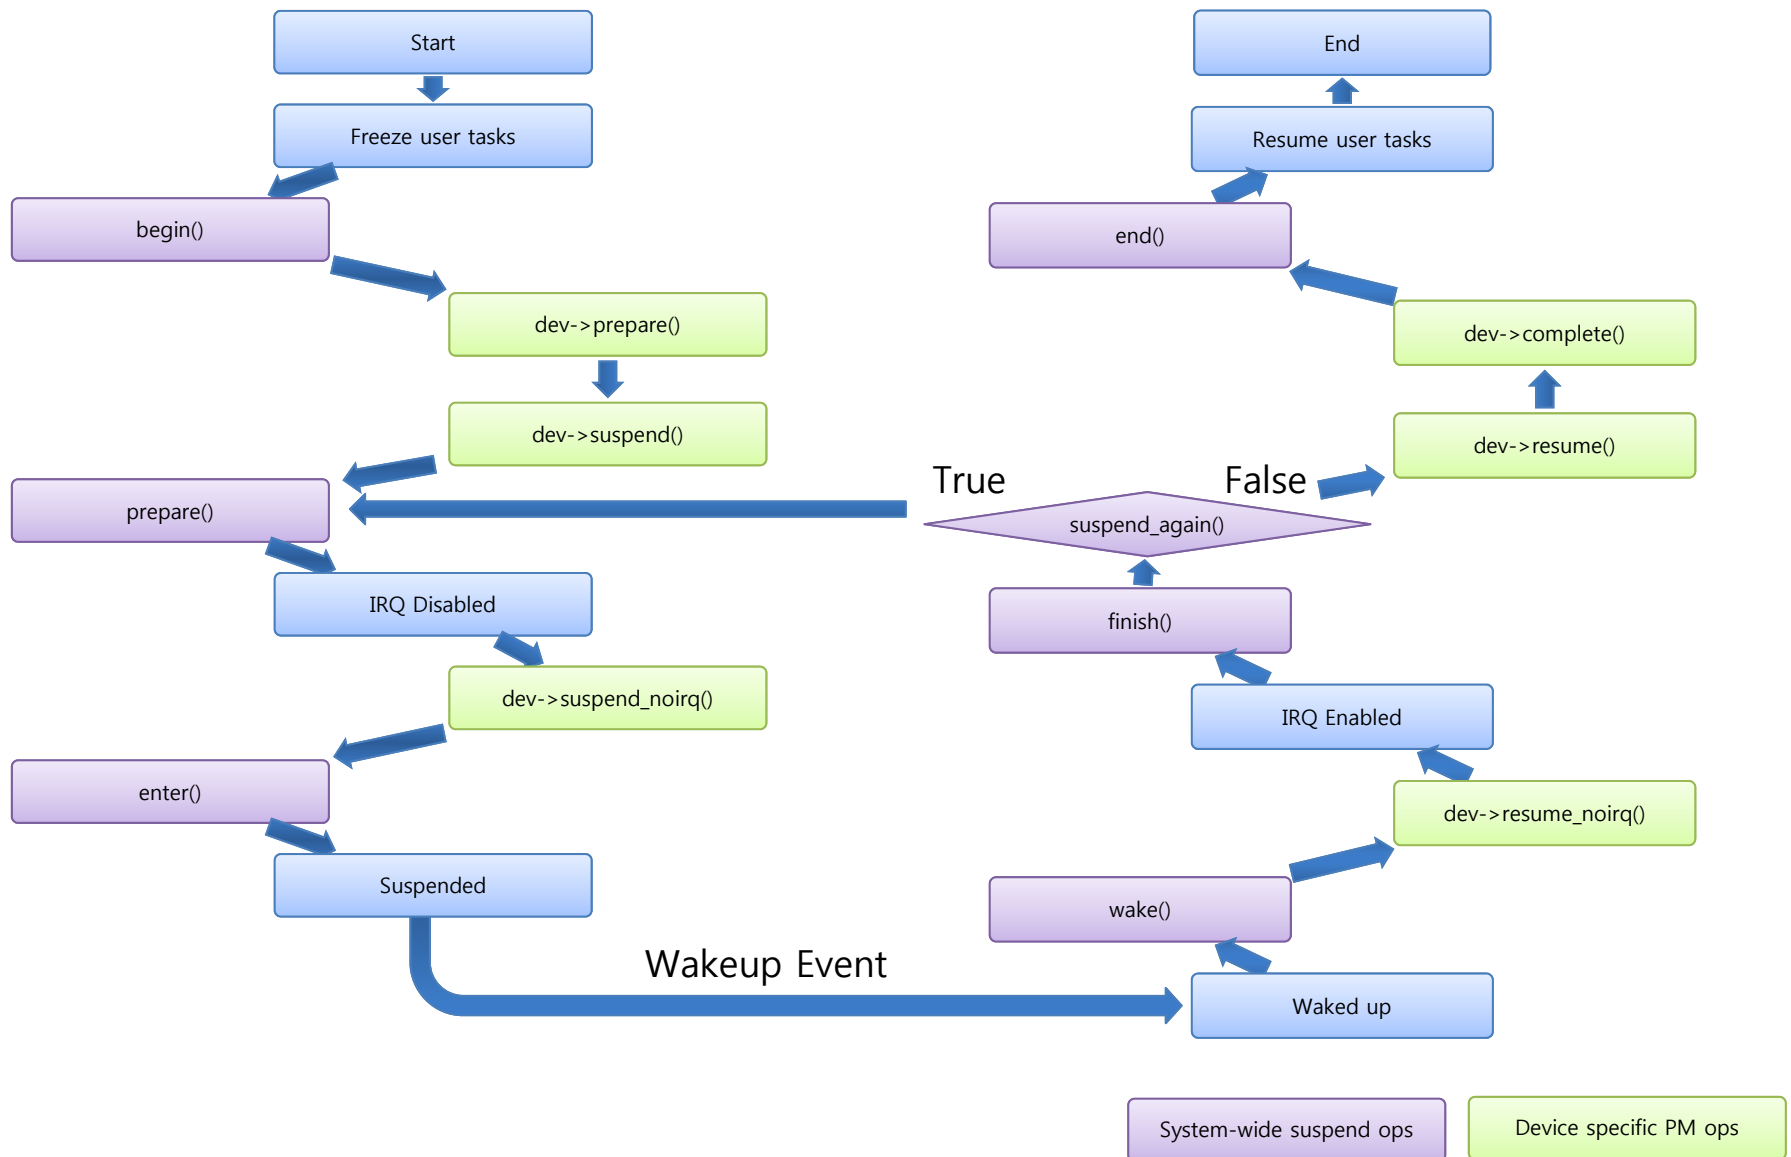 Start
Freeze user tasks
begin()
dev->prepare()
dev->suspend()
prepare()
IRQ Disabled
dev->suspend_noirq()
enter()
Suspended
Wakeup Event
End
Resume user tasks
end()
dev->complete()
dev->resume()
True
False
suspend_again()
finish()
IRQ Enabled
dev->resume_noirq()
wake()
Waked up
System-wide suspend ops
Device specific PM ops